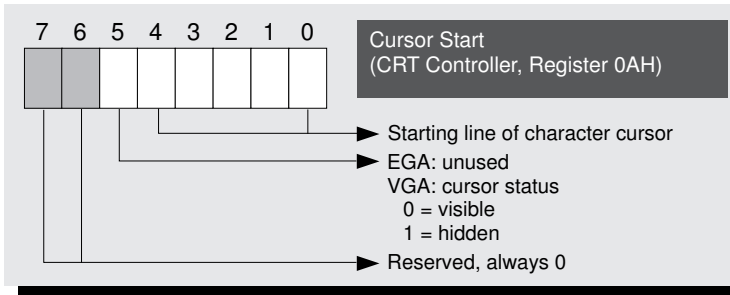 7 6 5 4 3 2 1 0
Cursor Start
(CRT Controller, Register 0AH)
Starting line of character cursor
EGA: unused
VGA: cursor status
0 = visible
1 = hidden
Reserved, always 0